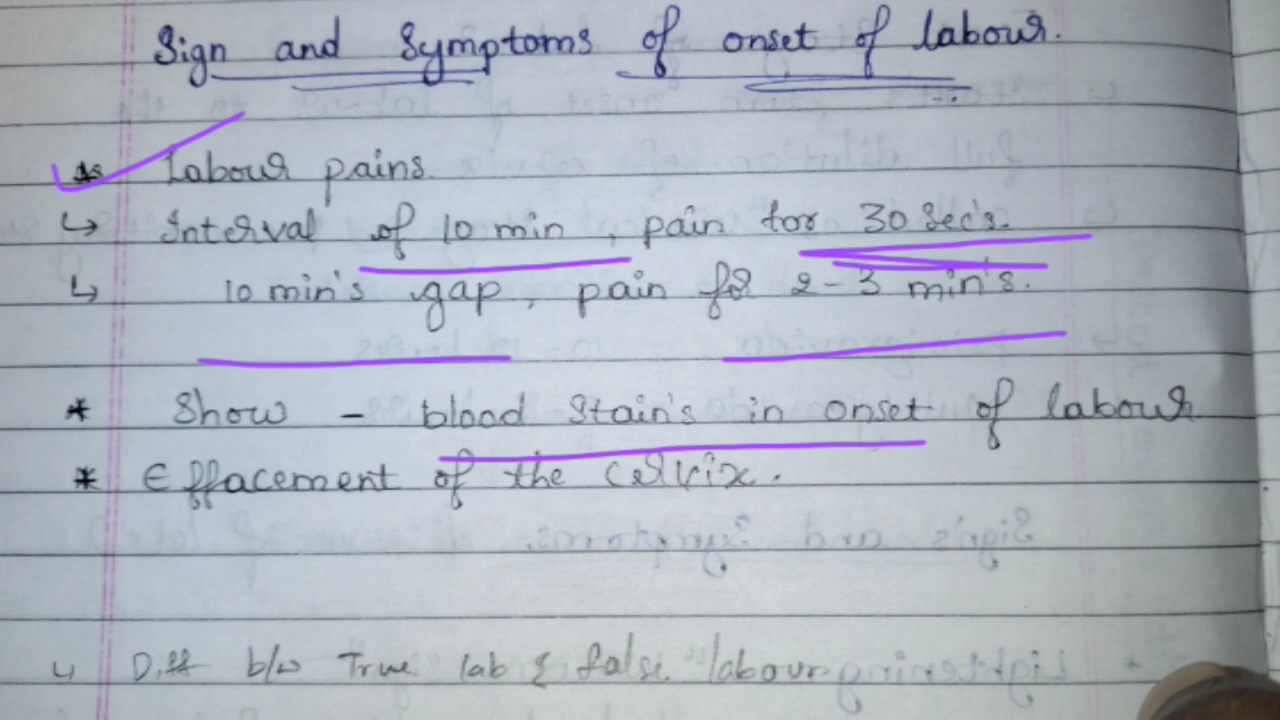 Sign and Symptoms of onset of labour.
* Labour pains.
↳ Interval of 10 min, pain for 30 Sec's.
↳ 10 min's gap, pain for 2-3 min's.
* Show - blood Stain's in onset of labour
* Effacement of the Cervix.
↳ Diff b/w True lab & false labour